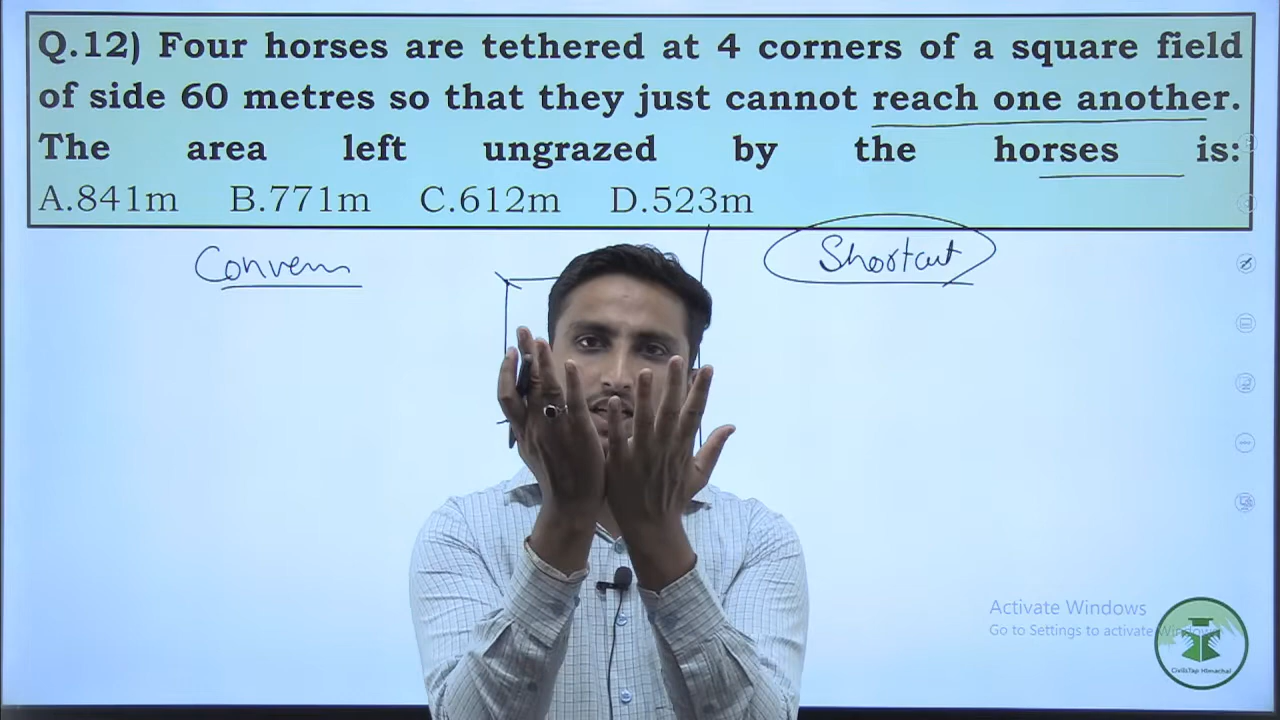 Q.12) Four horses are tethered at 4 corners of a square field
of side 60 metres so that they just cannot reach one another.
The area left ungrazed by the horses is:
A.841m B.771m C.612m D.523m
Conven
Shortcut
Activate Windows
Go to Settings to activate Windows.
CivilsTap Himachal